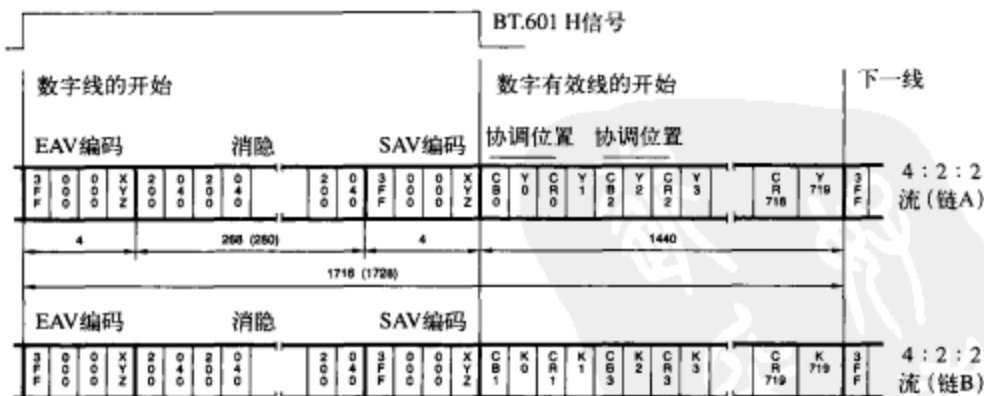 BT.601 H信号
数字线的开始
数字有效线的开始
下一线
EAV编码
消隐
SAV编码
协调位置
协调位置
3FF 000 000 XYZ 200 040 200 040 200 040 3FF 000 000 XYZ CB0 Y0 CR0 Y1 CB2 Y2 CR2 Y3 CR718 Y719 3FF
4：2：2
流(链A)
4 268 (280) 4 1440
1716 (1728)
EAV编码
消隐
SAV编码
3FF 000 000 XYZ 200 040 200 040 200 040 3FF 000 000 XYZ CB1 K0 CR1 K1 CB3 K2 CR3 K3 CR719 K719 3FF
4：2：2
流(链B)